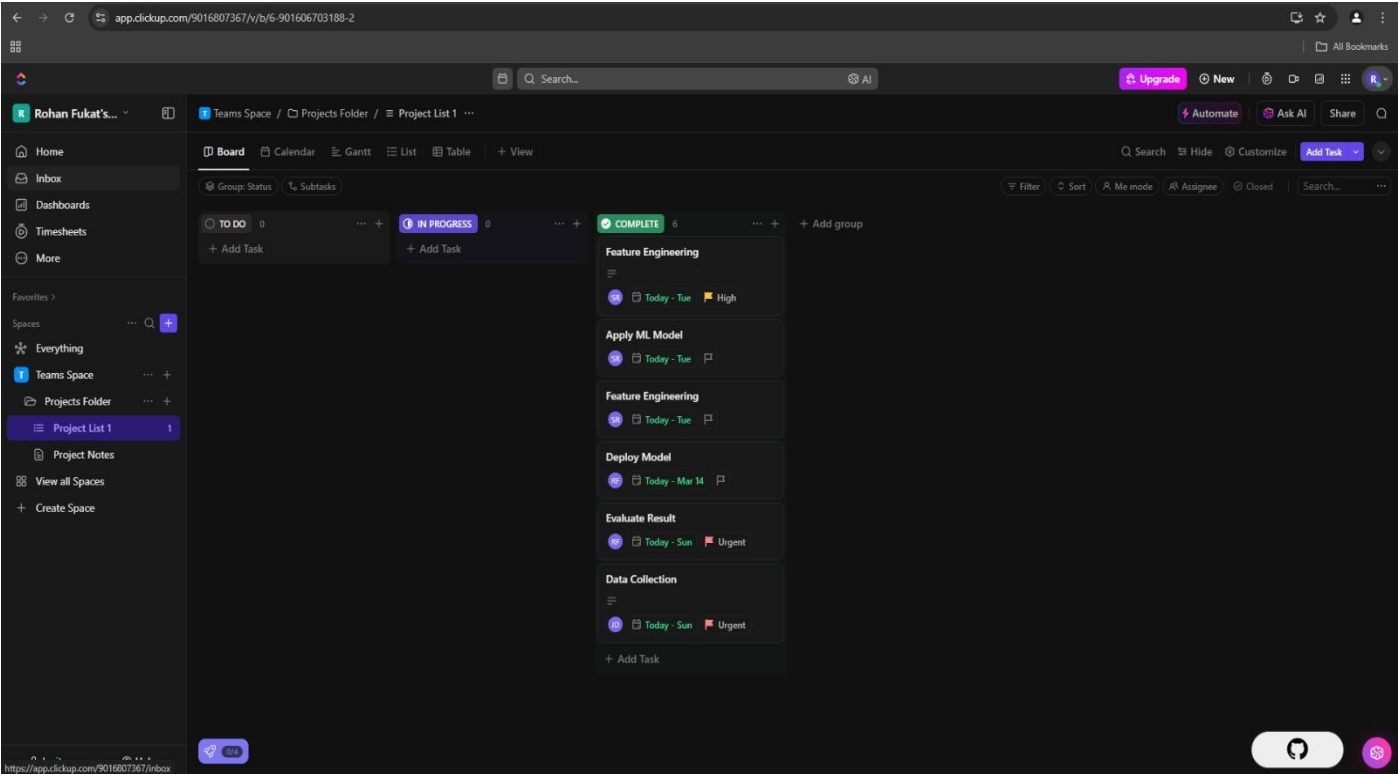 app.clickup.com/9016807367/v/b/6-901606703188-2
All Bookmarks
Search...
AI
Upgrade
New
R
R Rohan Fukat's...
T Teams Space / Projects Folder / Project List 1 ...
Automate
Ask AI
Share
Home
Inbox
Dashboards
Timesheets
More
Favorites >
Spaces ...
Everything
T Teams Space ... +
Projects Folder ... +
Project List 1 1
Project Notes
View all Spaces
+ Create Space
Board Calendar Gantt List Table + View
Search Hide Customize Add Task
Group: Status Subtasks
Filter Sort Me mode Assignee Closed Search... ...
TO DO 0 ... +
+ Add Task
IN PROGRESS 0 ... +
+ Add Task
COMPLETE 6 ... +
Feature Engineering
SR Today - Tue High
Apply ML Model
SR Today - Tue
Feature Engineering
SR Today - Tue
Deploy Model
RF Today - Mar 14
Evaluate Result
RF Today - Sun Urgent
Data Collection
JD Today - Sun Urgent
+ Add Task
+ Add group
0/4
https://app.clickup.com/9016807367/inbox